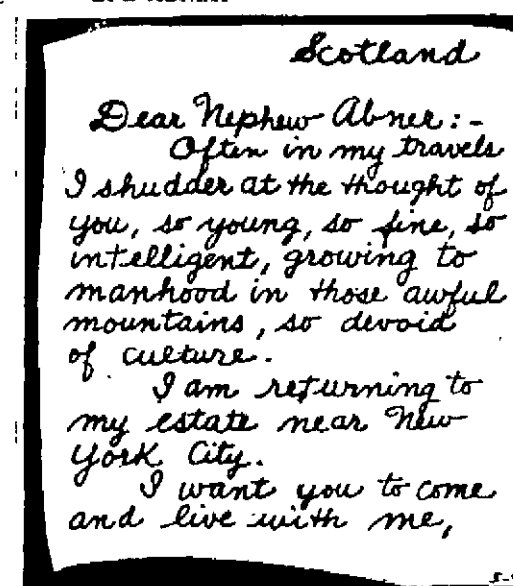 Scotland
Dear Nephew Abner:-
Often in my travels
I shudder at the thought of
you, so young, so fine, so
intelligent, growing to
manhood in those awful
mountains, so devoid
of culture.
I am returning to
my estate near New
York City.
I want you to come
and live with me,